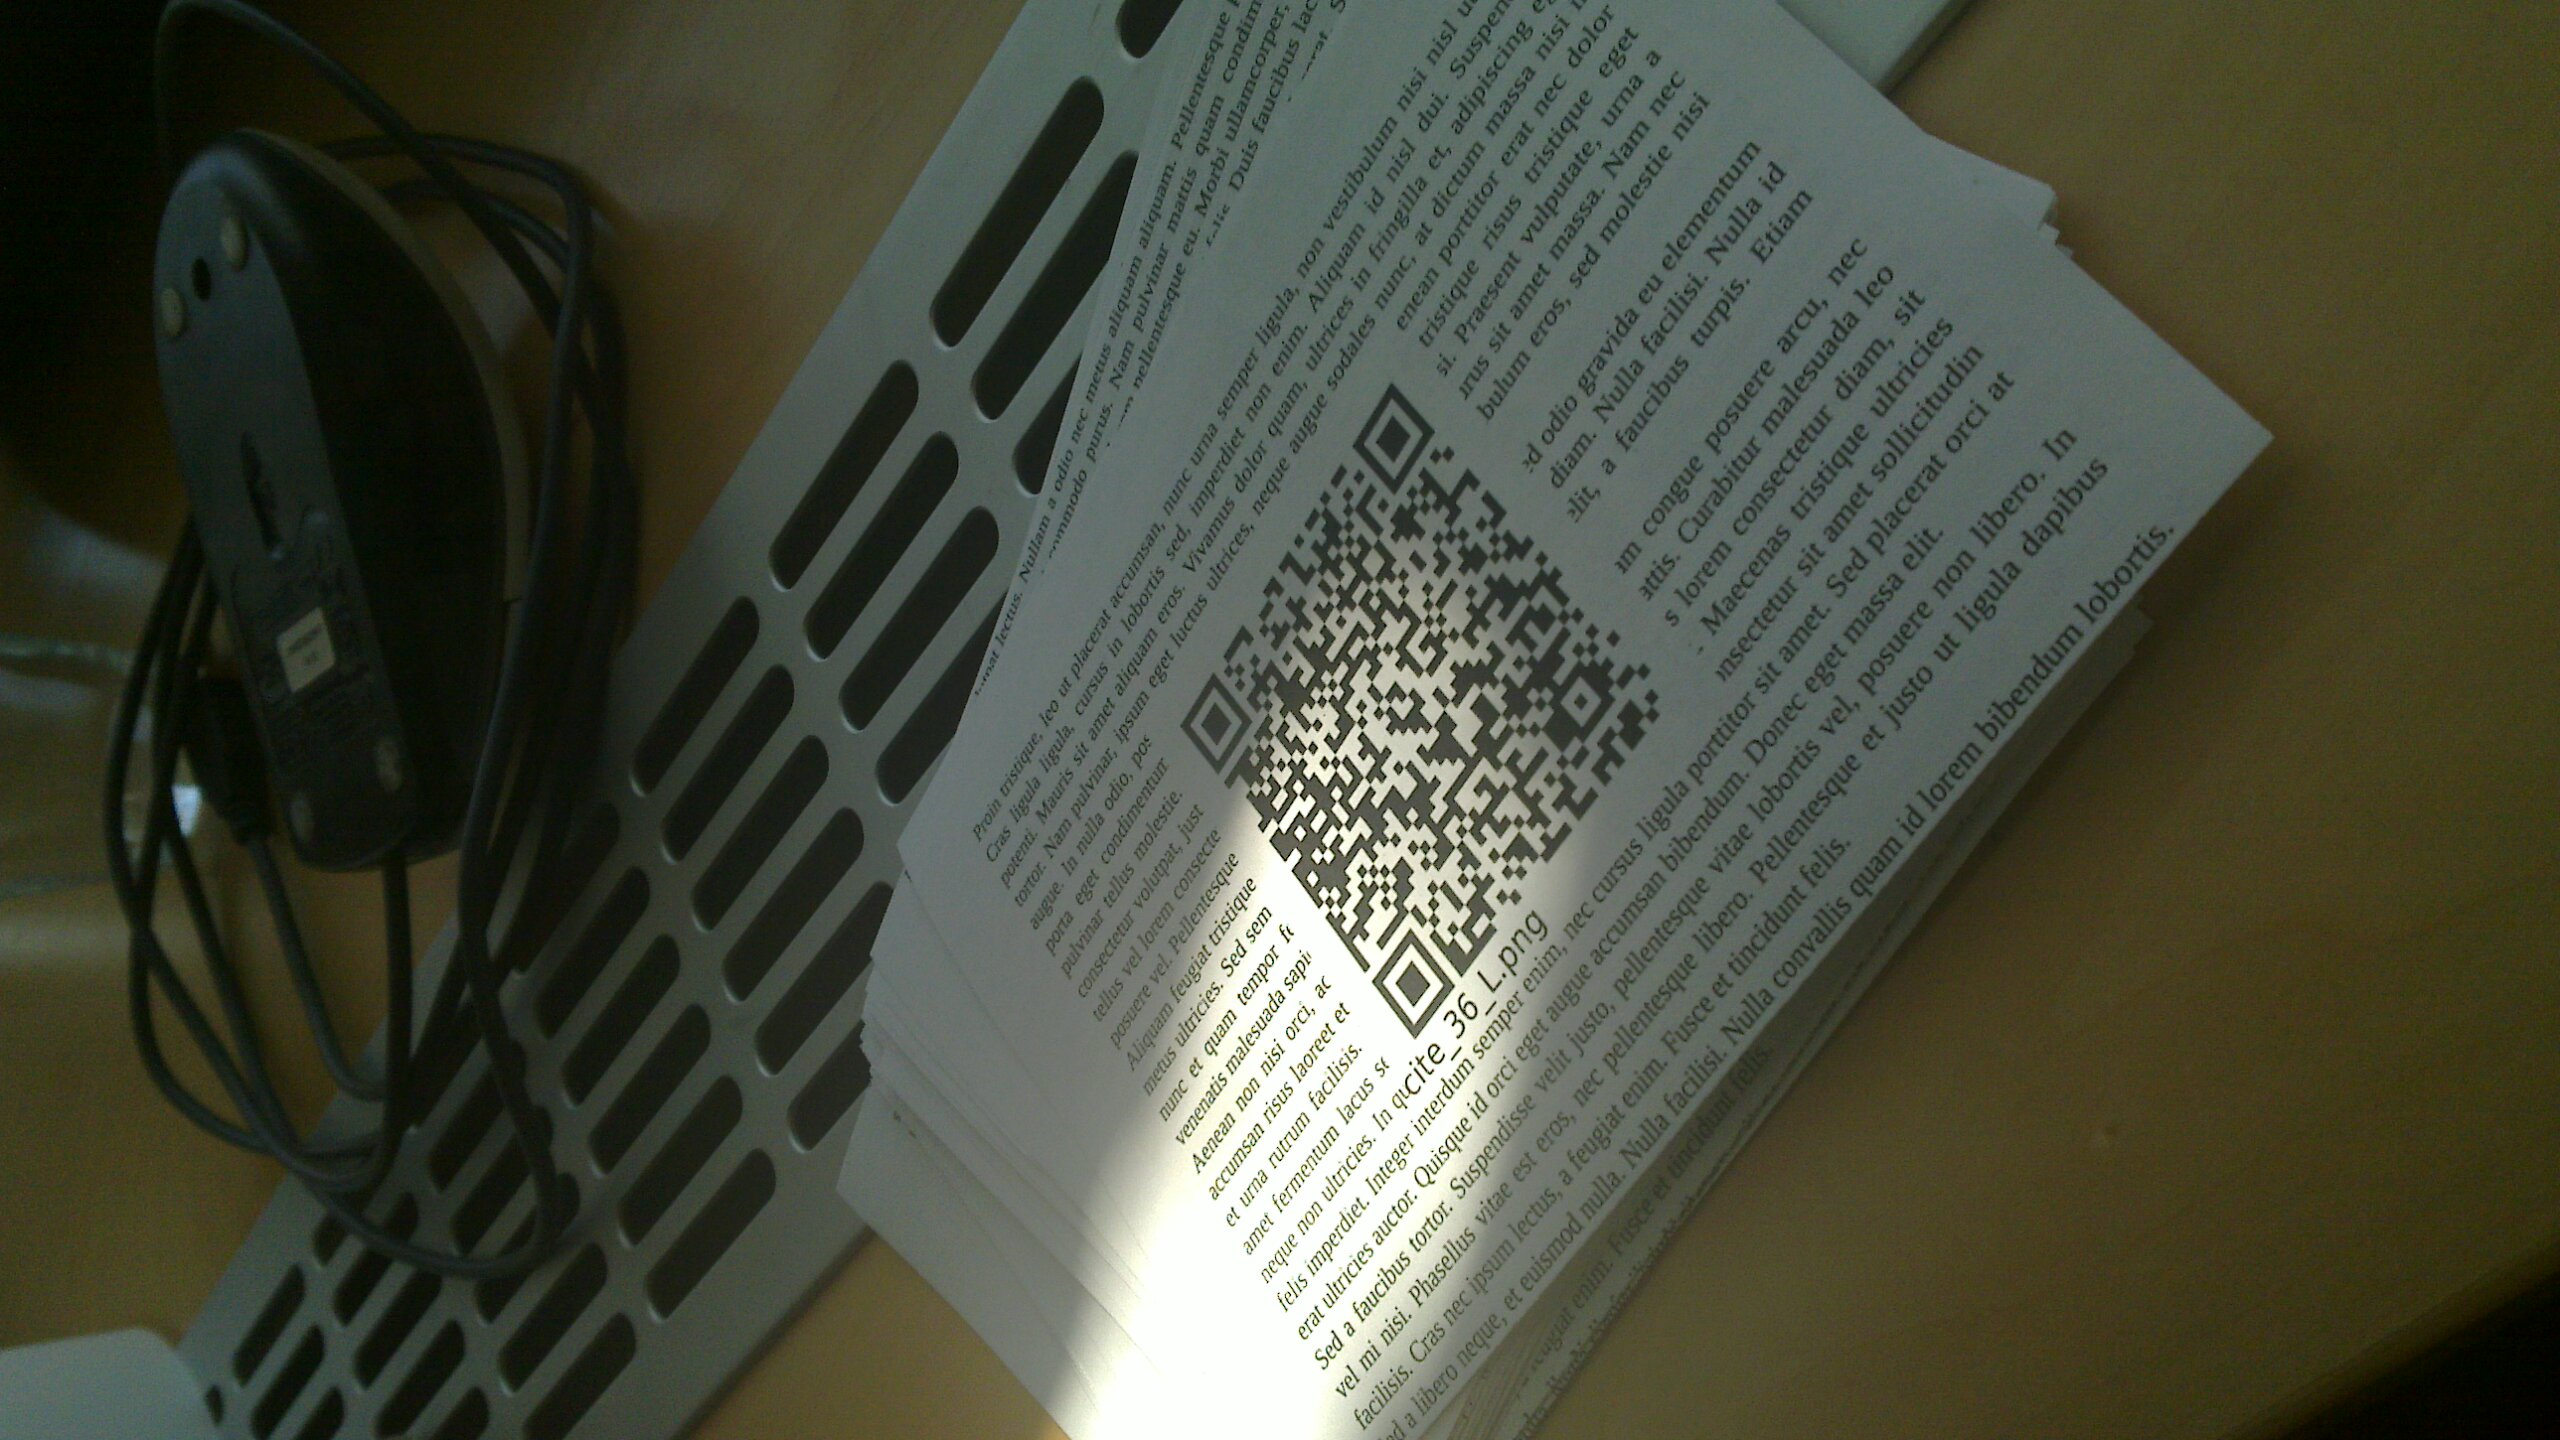 Proin tristique, leo ut placerat accumsan, nunc urna semper ligula, non vestibulum nisi nisl
Cras ligula ligula, cursus in lobortis sed, imperdiet non enim. Aliquam id nisl dui.
potenti. Mauris sit amet aliquam eros. Vivamus dolor quam, ultrices in fringilla et, adipiscing
tortor. Nam pulvinar, ipsum eget luctus ultrices, neque augue sodales nunc, at dictum massa nisi
augue. In nulla odio,
enean porttitor erat nec dolor
porta eget condimentum
tristique risus tristique eget
pulvinar tellus molestie.
si. Praesent vulputate, urna a
consectetur volutpat, just
sit amet massa. Nam nec
tellus vel lorem consecte
bulum eros, sed molestie nisi
posuere vel. Pellentesque
Aliquam feugiat tristique
odio gravida eu elementum
metus ultricies. Sed sem
diam. Nulla facilisi. Nulla id
nunc et quam tempor
elit, a faucibus turpis. Etiam
venenatis malesuada sapi
Aenean non nisi orci, ac
congue posuere arcu, nec
accumsan risus laoreet et
attis. Curabitur malesuada leo
et urna rutrum facilisis.
s lorem consectetur diam, sit
amet fermentum lacus
. Maecenas tristique ultricies
neque non ultricies. In qu
nsectetur sit amet sollicitudin
cite_36_L.png
felis imperdiet. Integer interdum semper enim, nec cursus ligula porttitor sit amet. Sed placerat orci at
erat ultricies auctor. Quisque id orci eget augue accumsan bibendum. Donec eget massa elit.
Sed a faucibus tortor. Suspendisse velit justo, pellentesque vitae lobortis vel, posuere non libero. In
vel mi nisi. Phasellus vitae est eros, nec pellentesque libero. Pellentesque et justo ut ligula dapibus
facilisis. Cras nec ipsum lectus, a feugiat enim. Fusce et tincidunt felis.
a libero neque, et euismod nulla. Nulla facilisi. Nulla convallis quam id lorem bibendum lobortis.
lectus. Nullam a odio nec metus aliquam aliquam. Pellentesque
commodo purus. Nam pulvinar mattis quam
pellentesque eu. Morbi ullamcorper,
Duis faucibus
feugiat enim. Fusce et tincidunt felis.